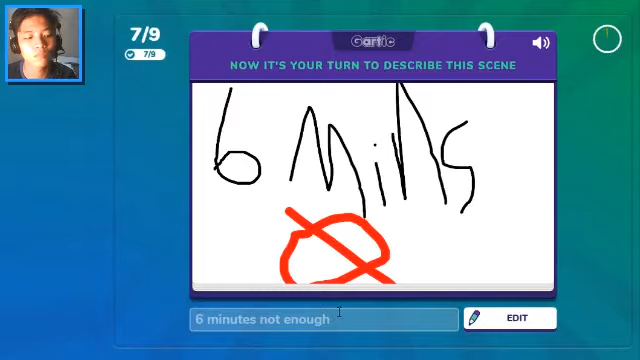 7/9
7/9
Gartic
NOW IT'S YOUR TURN TO DESCRIBE THIS SCENE
6 Mins
6 minutes not enough
EDIT